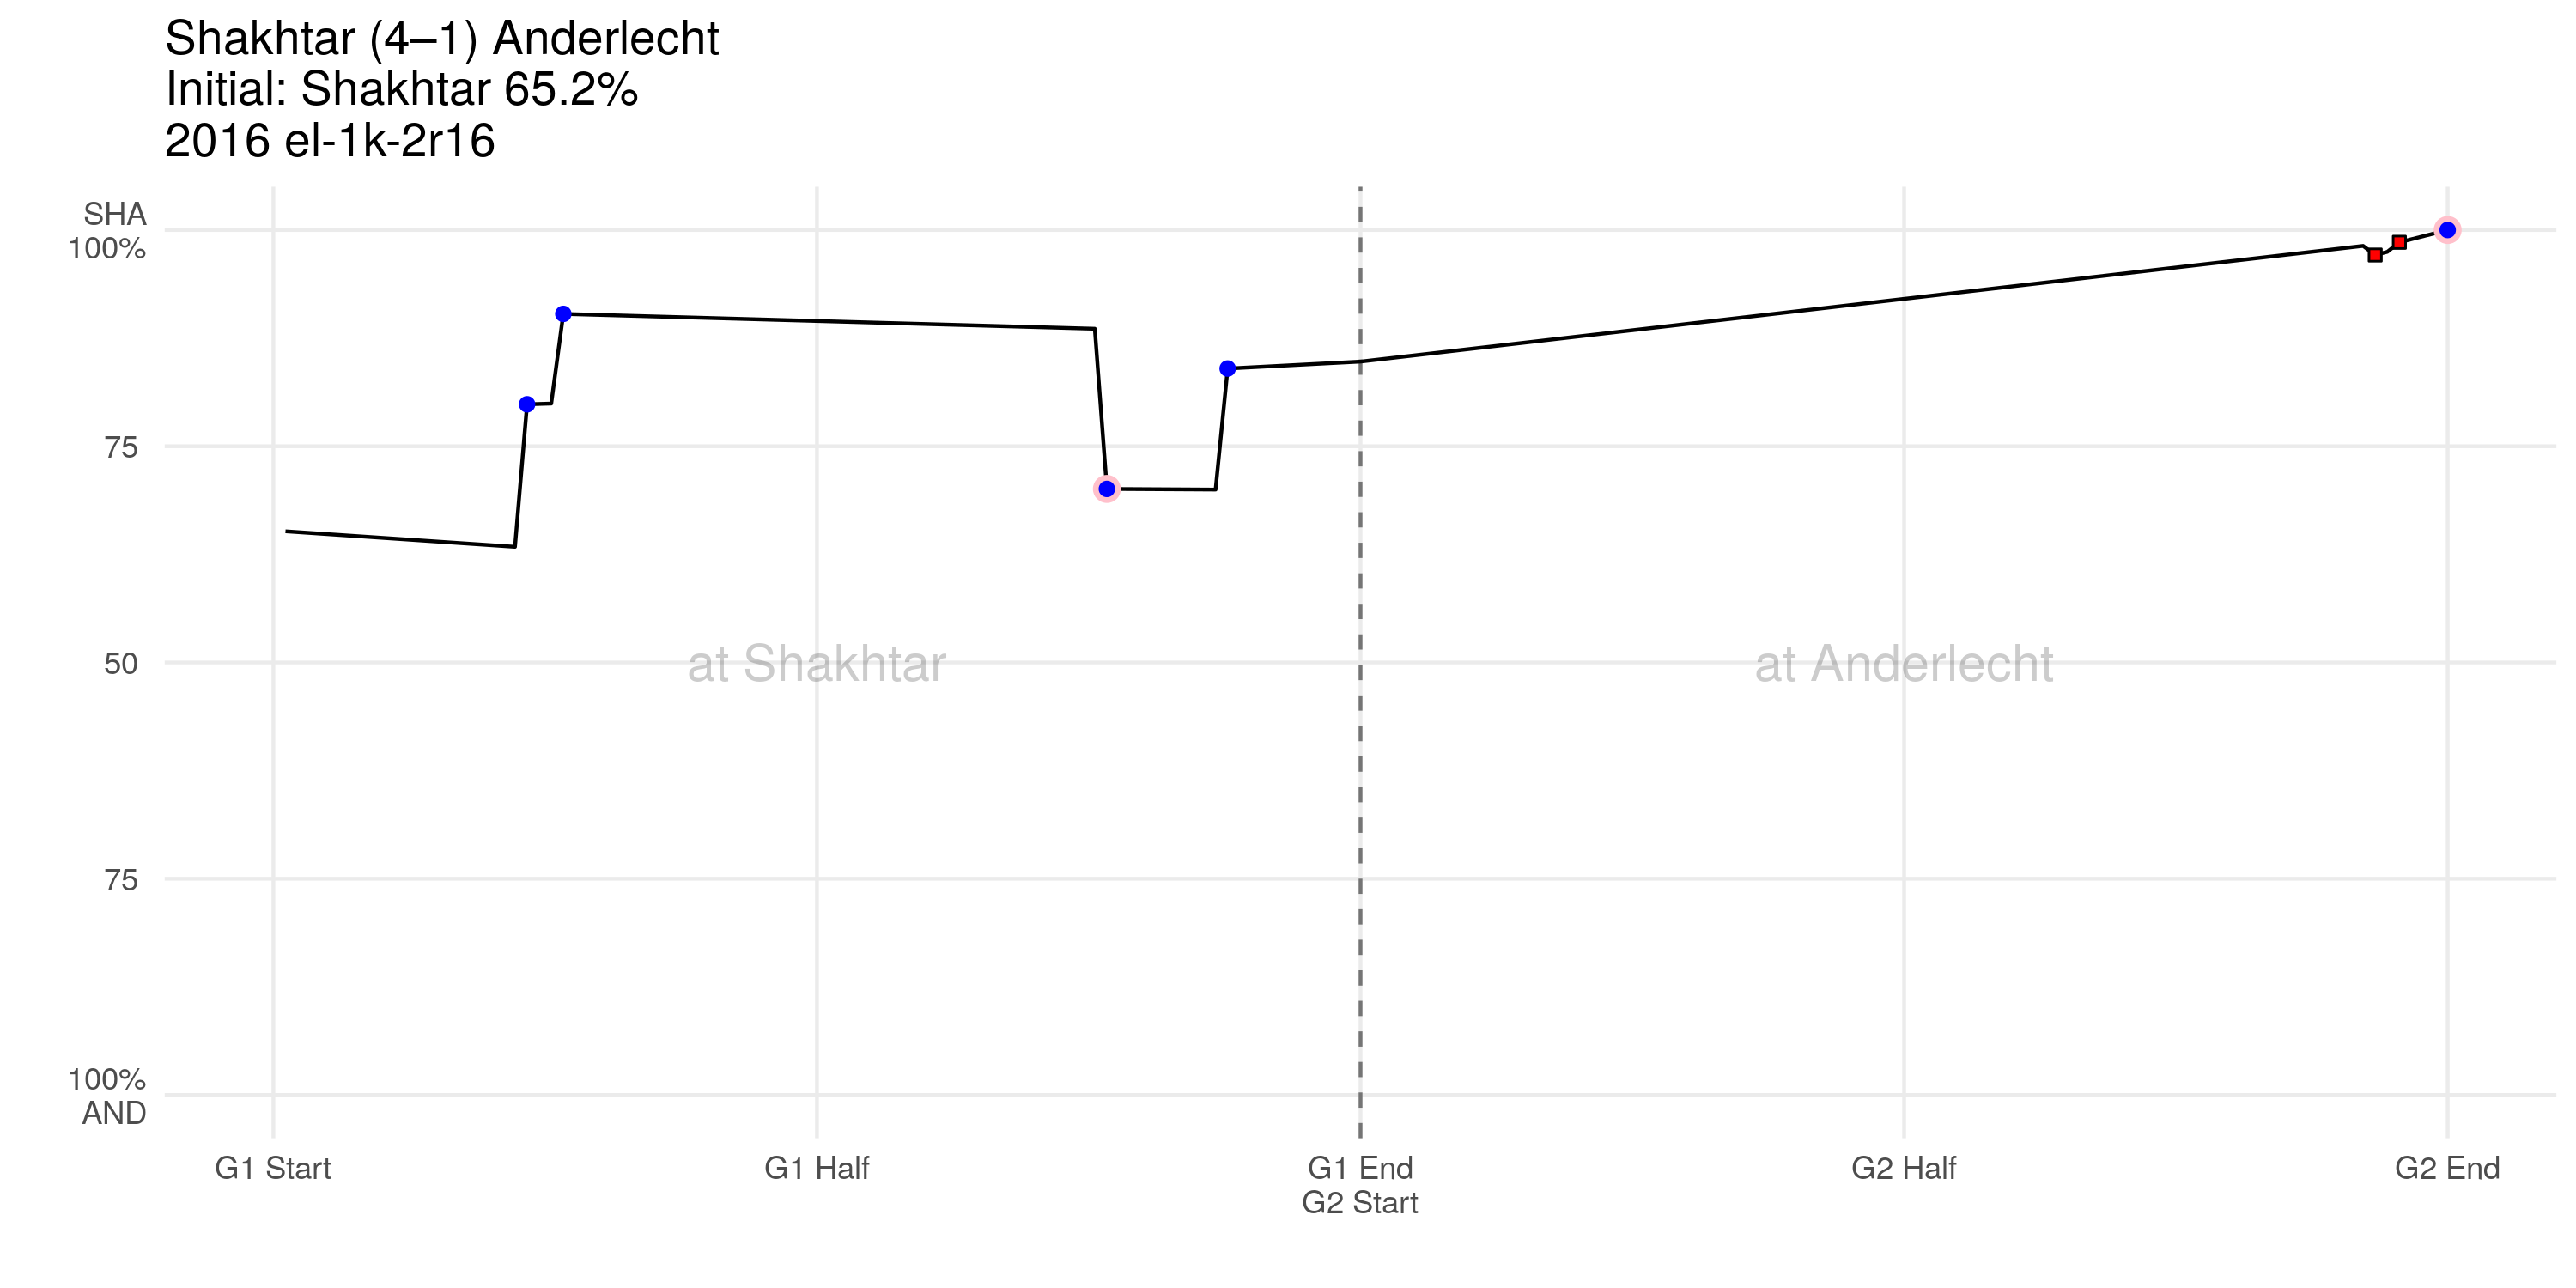 Shakhtar (4–1) Anderlecht
Initial: Shakhtar 65.2%
2016 el-1k-2r16
SHA
100%
75
50
75
100%
AND
at Shakhtar
at Anderlecht
G1 Start
G1 Half
G1 End
G2 Start
G2 Half
G2 End